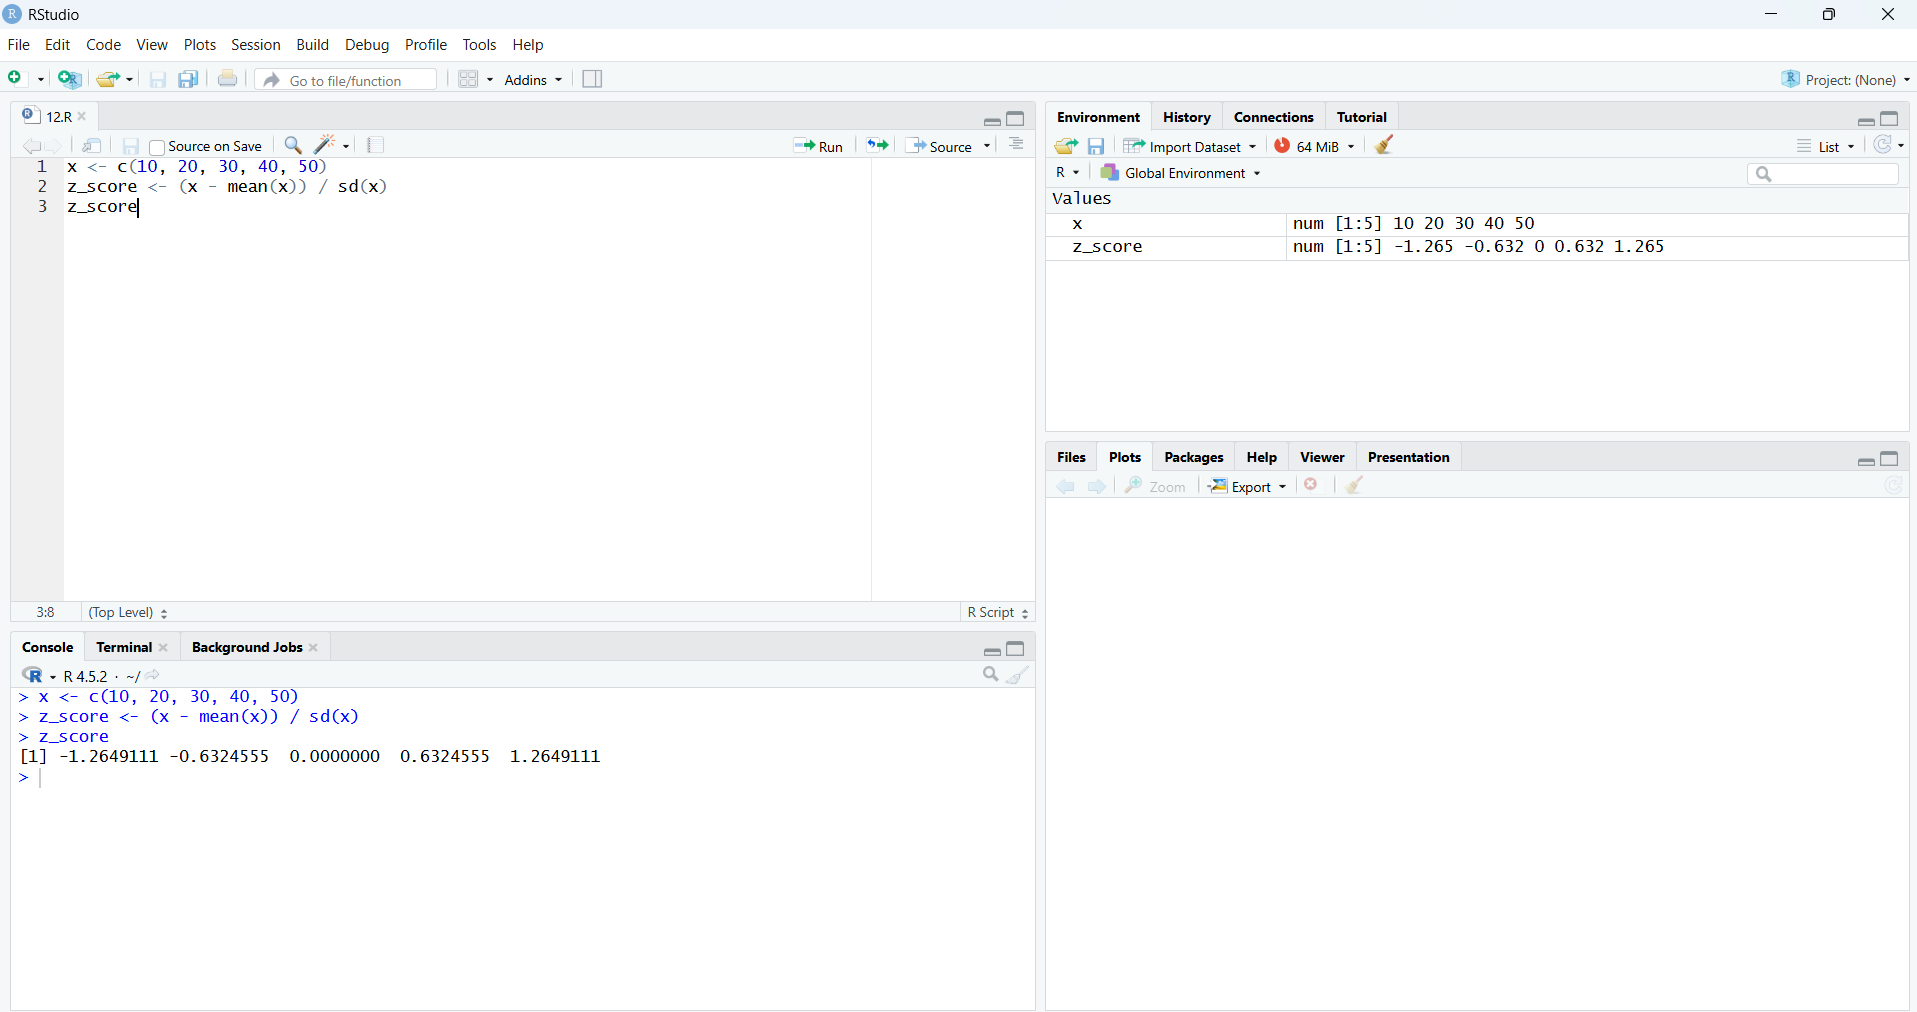 RStudio
File Edit Code View Plots Session Build Debug Profile Tools Help
Go to file/function Addins Project: (None)
12.R
Source on Save Run Source
1 x <- c(10, 20, 30, 40, 50)
2 z_score <- (x - mean(x)) / sd(x)
3 z_score
3:8 (Top Level) R Script
Console Terminal Background Jobs
R 4.5.2 · ~/
> x <- c(10, 20, 30, 40, 50)
> z_score <- (x - mean(x)) / sd(x)
> z_score
[1] -1.2649111 -0.6324555  0.0000000  0.6324555  1.2649111
>
Environment History Connections Tutorial
Import Dataset 64 MiB List
R Global Environment
Values
x num [1:5] 10 20 30 40 50
z_score num [1:5] -1.265 -0.632 0 0.632 1.265
Files Plots Packages Help Viewer Presentation
Zoom Export